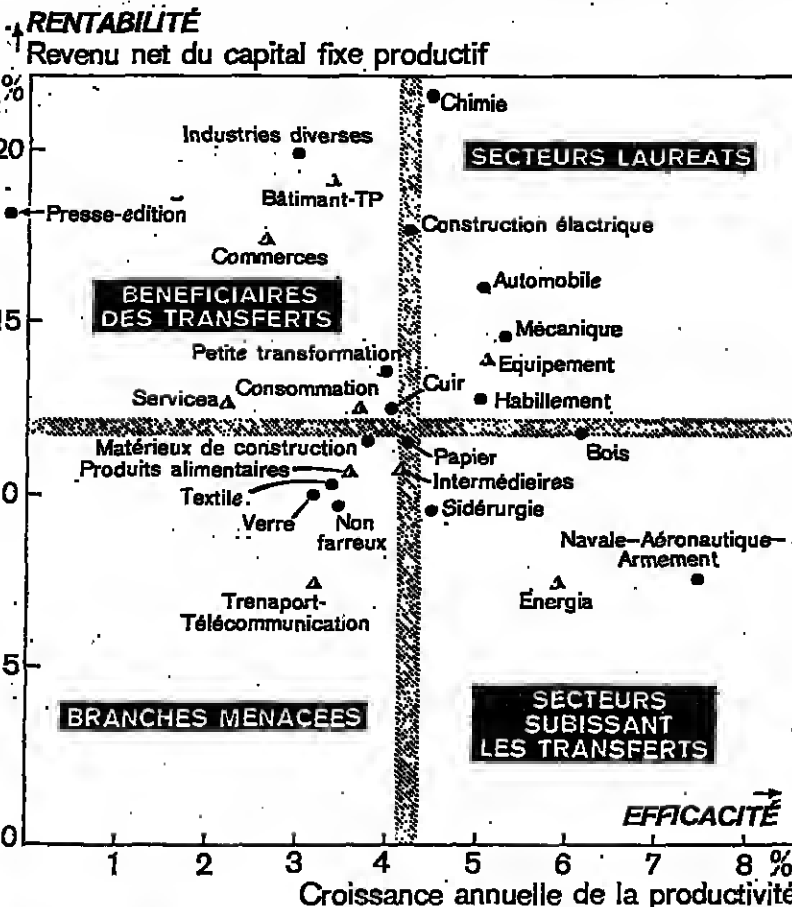 RENTABILITÉ
Revenu net du capital fixe productif
%
Chimie
20
Industries diverses
SECTEURS LAUREATS
Bâtimant-TP
Presse-edition
Construction élactrique
Commerces
Automobile
BENEFICIAIRES
DES TRANSFERTS
15
Mécanique
Petite transformation
Equipement
Servicea
Consommation
Cuir
Habillement
Matérieux de construction
Papier
Bois
Produits alimentaires
Intermédieires
10
Textile
Sidérurgie
Verre
Non
farreux
Navale-Aéronautique-
Armement
Trenaport-
Télécommunication
Energia
5
BRANCHES MENACEES
SECTEURS
SUBISSANT
LES TRANSFERTS
EFFICACITÉ
0
1 2 3 4 5 6 7 8 %
Croissance annuelle de la productivité